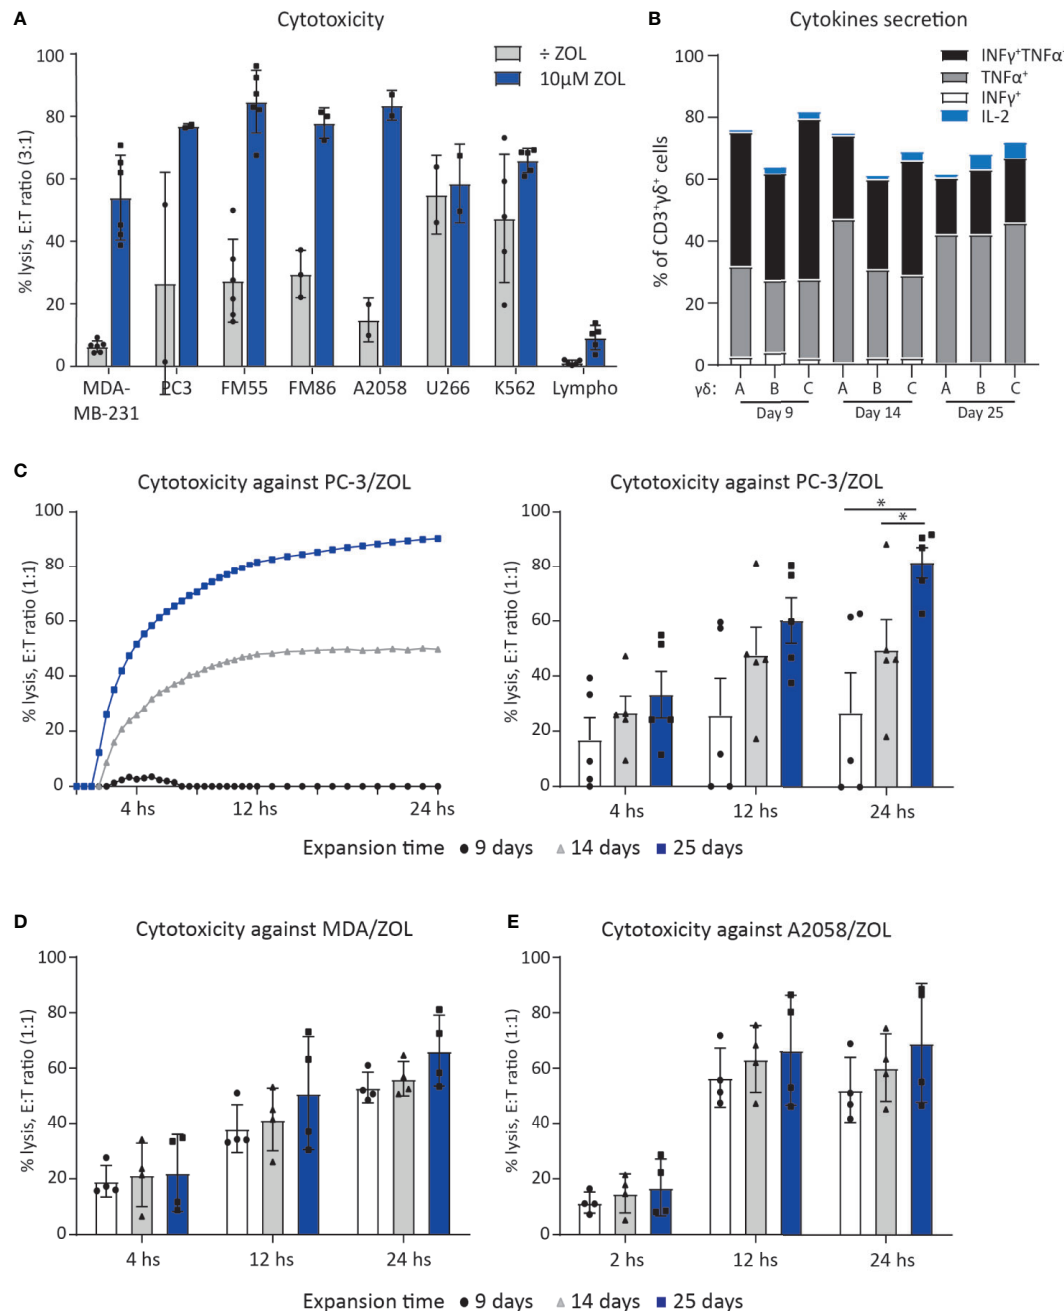 A
Cytotoxicity
% lysis, E:T ratio (3:1)
100
80
60
40
20
0
÷ ZOL
10µM ZOL
MDA-
MB-231
PC3
FM55
FM86
A2058
U266
K562
Lympho
B
Cytokines secretion
% of CD3⁺γδ⁺ cells
100
80
60
40
20
0
INFγ⁺TNFα⁺
TNFα⁺
INFγ⁺
IL-2
γδ: A B C A B C A B C
Day 9 Day 14 Day 25
C
Cytotoxicity against PC-3/ZOL
% lysis, E:T ratio (1:1)
100
80
60
40
20
0
4 hs 12 hs 24 hs
Cytotoxicity against PC-3/ZOL
% lysis, E:T ratio (1:1)
100
80
60
40
20
0
*
*
4 hs 12 hs 24 hs
Expansion time 9 days 14 days 25 days
D
Cytotoxicity against MDA/ZOL
% lysis, E:T ratio (1:1)
100
80
60
40
20
0
4 hs 12 hs 24 hs
E
Cytotoxicity against A2058/ZOL
% lysis, E:T ratio (1:1)
100
80
60
40
20
0
2 hs 12 hs 24 hs
Expansion time 9 days 14 days 25 days